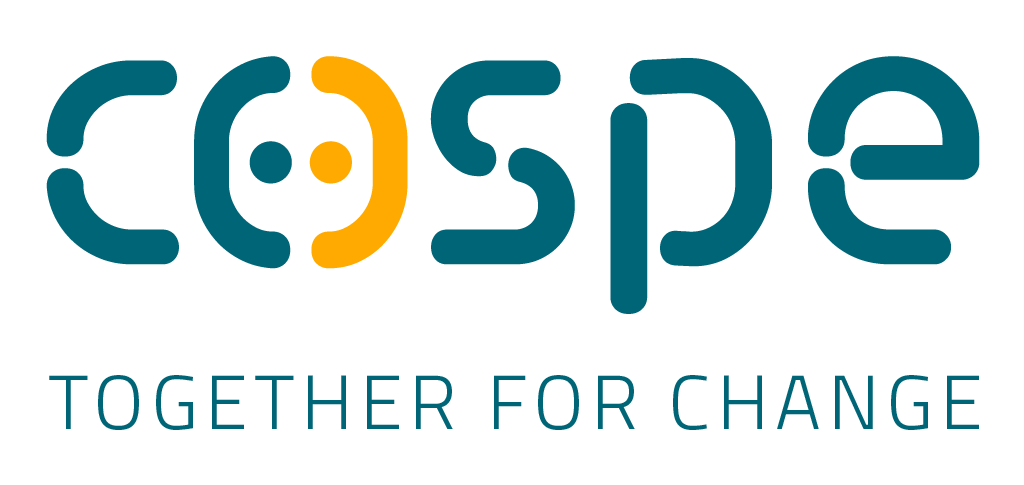 cospe
TOGETHER FOR CHANGE